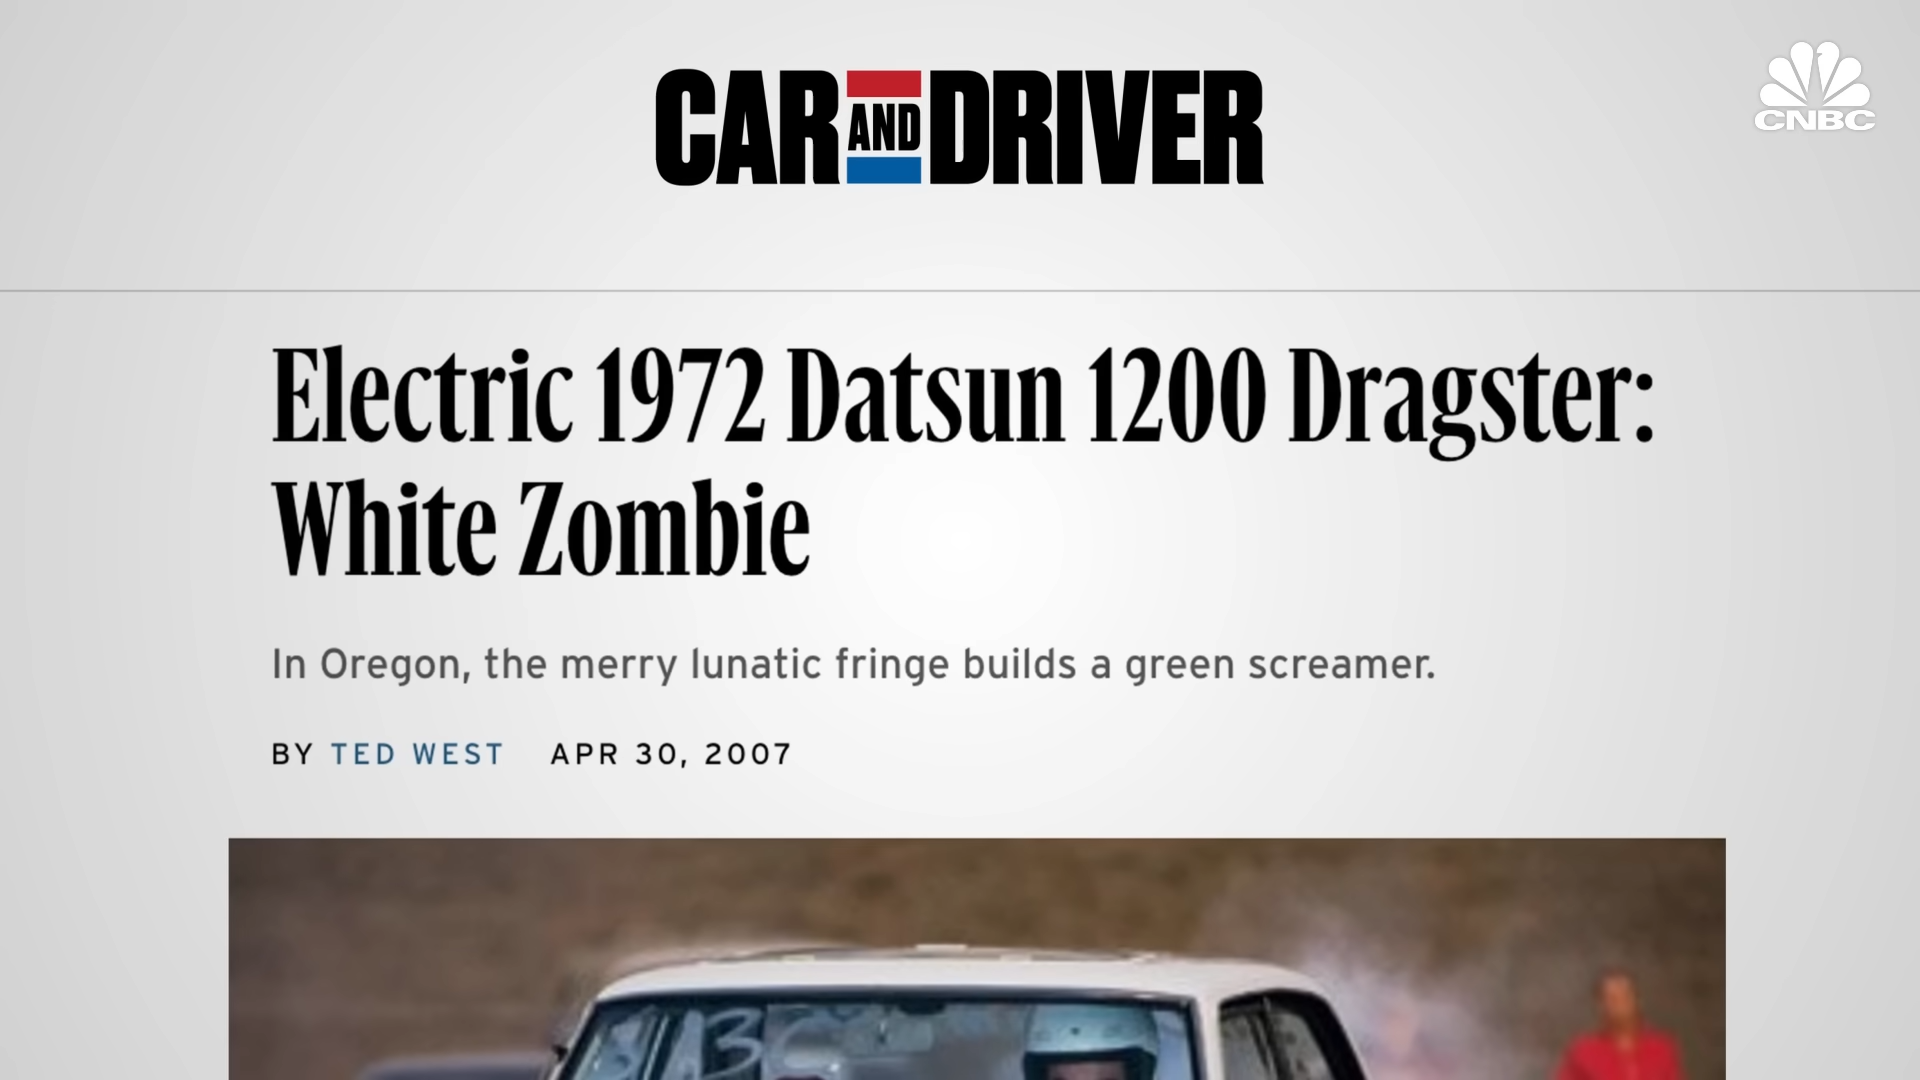 CAR AND DRIVER
CNBC
Electric 1972 Datsun 1200 Dragster:
White Zombie
In Oregon, the merry lunatic fringe builds a green screamer.
BY TED WEST APR 30, 2007